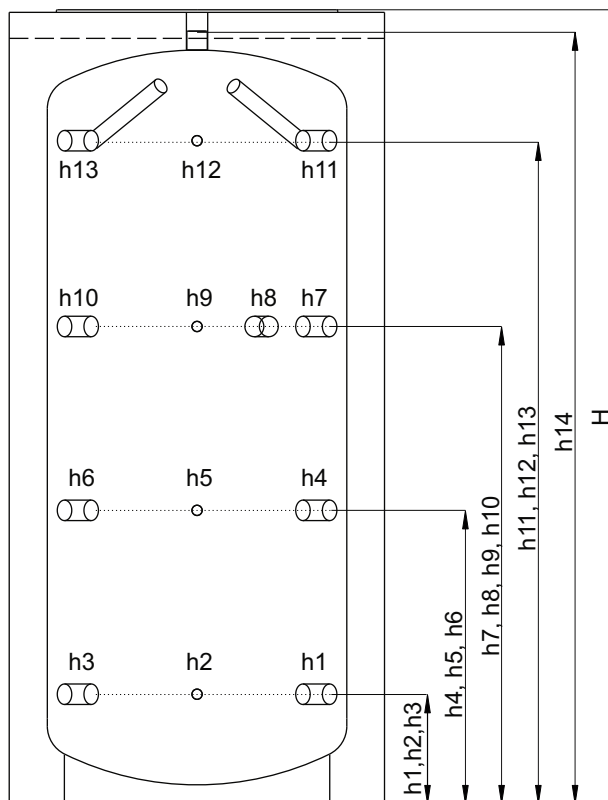 h13 h12 h11
h10 h9 h8 h7
h6 h5 h4
h3 h2 h1
h1,h2,h3
h4, h5, h6
h7, h8, h9, h10
h11, h12, h13
h14
H